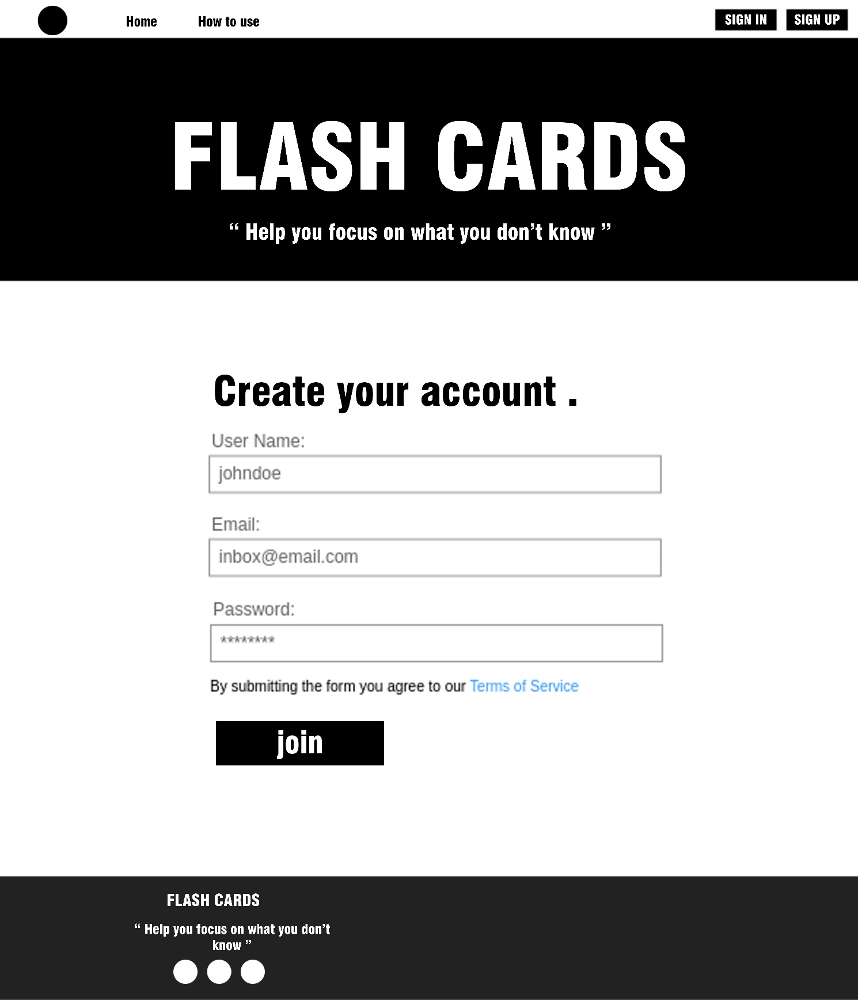 Home How to use SIGN IN SIGN UP
FLASH CARDS
“ Help you focus on what you don’t know ”
Create your account .
User Name:
johndoe
Email:
inbox@email.com
Password:
********
By submitting the form you agree to our Terms of Service
join
FLASH CARDS
“ Help you focus on what you don’t
know ”